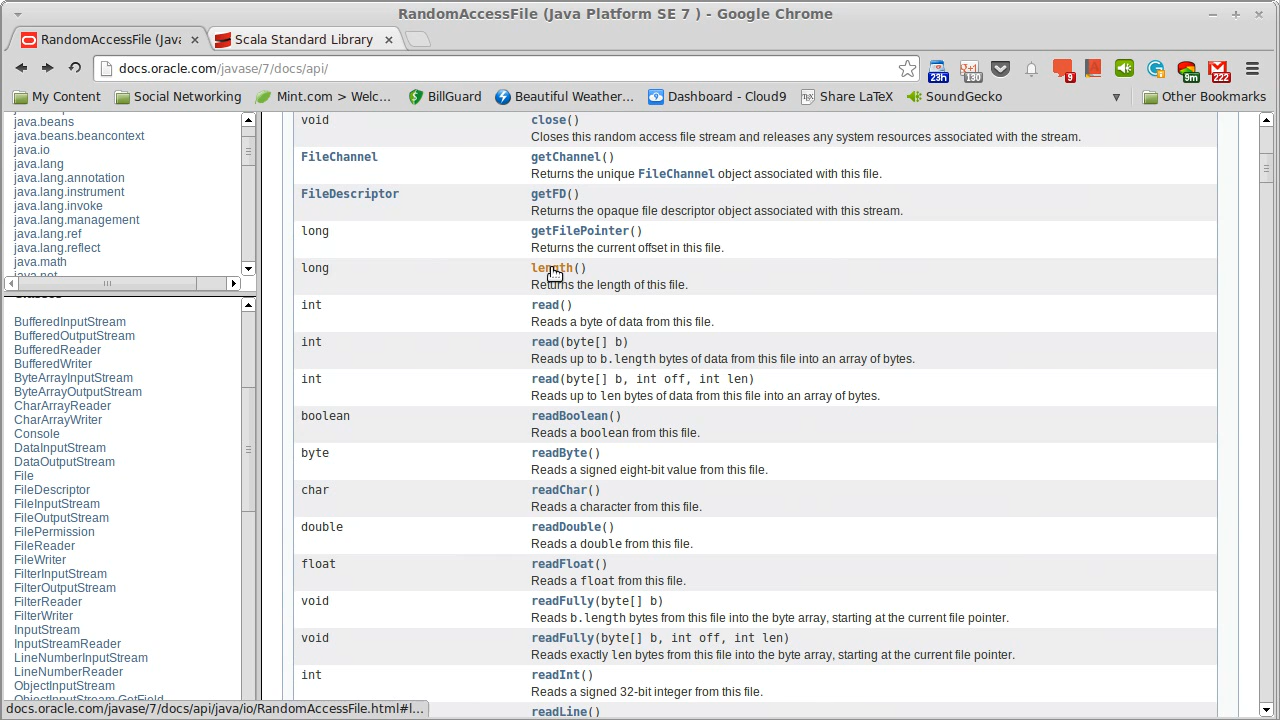 RandomAccessFile (Java Platform SE 7 ) - Google Chrome
RandomAccessFile (Java
Scala Standard Library
docs.oracle.com/javase/7/docs/api/
23h
130
9
9m
222
My Content
Social Networking
Mint.com > Welc...
BillGuard
Beautiful Weather...
Dashboard - Cloud9
Share LaTeX
SoundGecko
Other Bookmarks
java.beans
java.beans.beancontext
java.io
java.lang
java.lang.annotation
java.lang.instrument
java.lang.invoke
java.lang.management
java.lang.ref
java.lang.reflect
java.math
java.net
Classes
BufferedInputStream
BufferedOutputStream
BufferedReader
BufferedWriter
ByteArrayInputStream
ByteArrayOutputStream
CharArrayReader
CharArrayWriter
Console
DataInputStream
DataOutputStream
File
FileDescriptor
FileInputStream
FileOutputStream
FilePermission
FileReader
FileWriter
FilterInputStream
FilterOutputStream
FilterReader
FilterWriter
InputStream
InputStreamReader
LineNumberInputStream
LineNumberReader
ObjectInputStream
ObjectInputStream.GetField
void close()
Closes this random access file stream and releases any system resources associated with the stream.
FileChannel getChannel()
Returns the unique FileChannel object associated with this file.
FileDescriptor getFD()
Returns the opaque file descriptor object associated with this stream.
long getFilePointer()
Returns the current offset in this file.
long length()
Returns the length of this file.
int read()
Reads a byte of data from this file.
int read(byte[] b)
Reads up to b.length bytes of data from this file into an array of bytes.
int read(byte[] b, int off, int len)
Reads up to len bytes of data from this file into an array of bytes.
boolean readBoolean()
Reads a boolean from this file.
byte readByte()
Reads a signed eight-bit value from this file.
char readChar()
Reads a character from this file.
double readDouble()
Reads a double from this file.
float readFloat()
Reads a float from this file.
void readFully(byte[] b)
Reads b.length bytes from this file into the byte array, starting at the current file pointer.
void readFully(byte[] b, int off, int len)
Reads exactly len bytes from this file into the byte array, starting at the current file pointer.
int readInt()
Reads a signed 32-bit integer from this file.
readLine()
docs.oracle.com/javase/7/docs/api/java/io/RandomAccessFile.html#l...